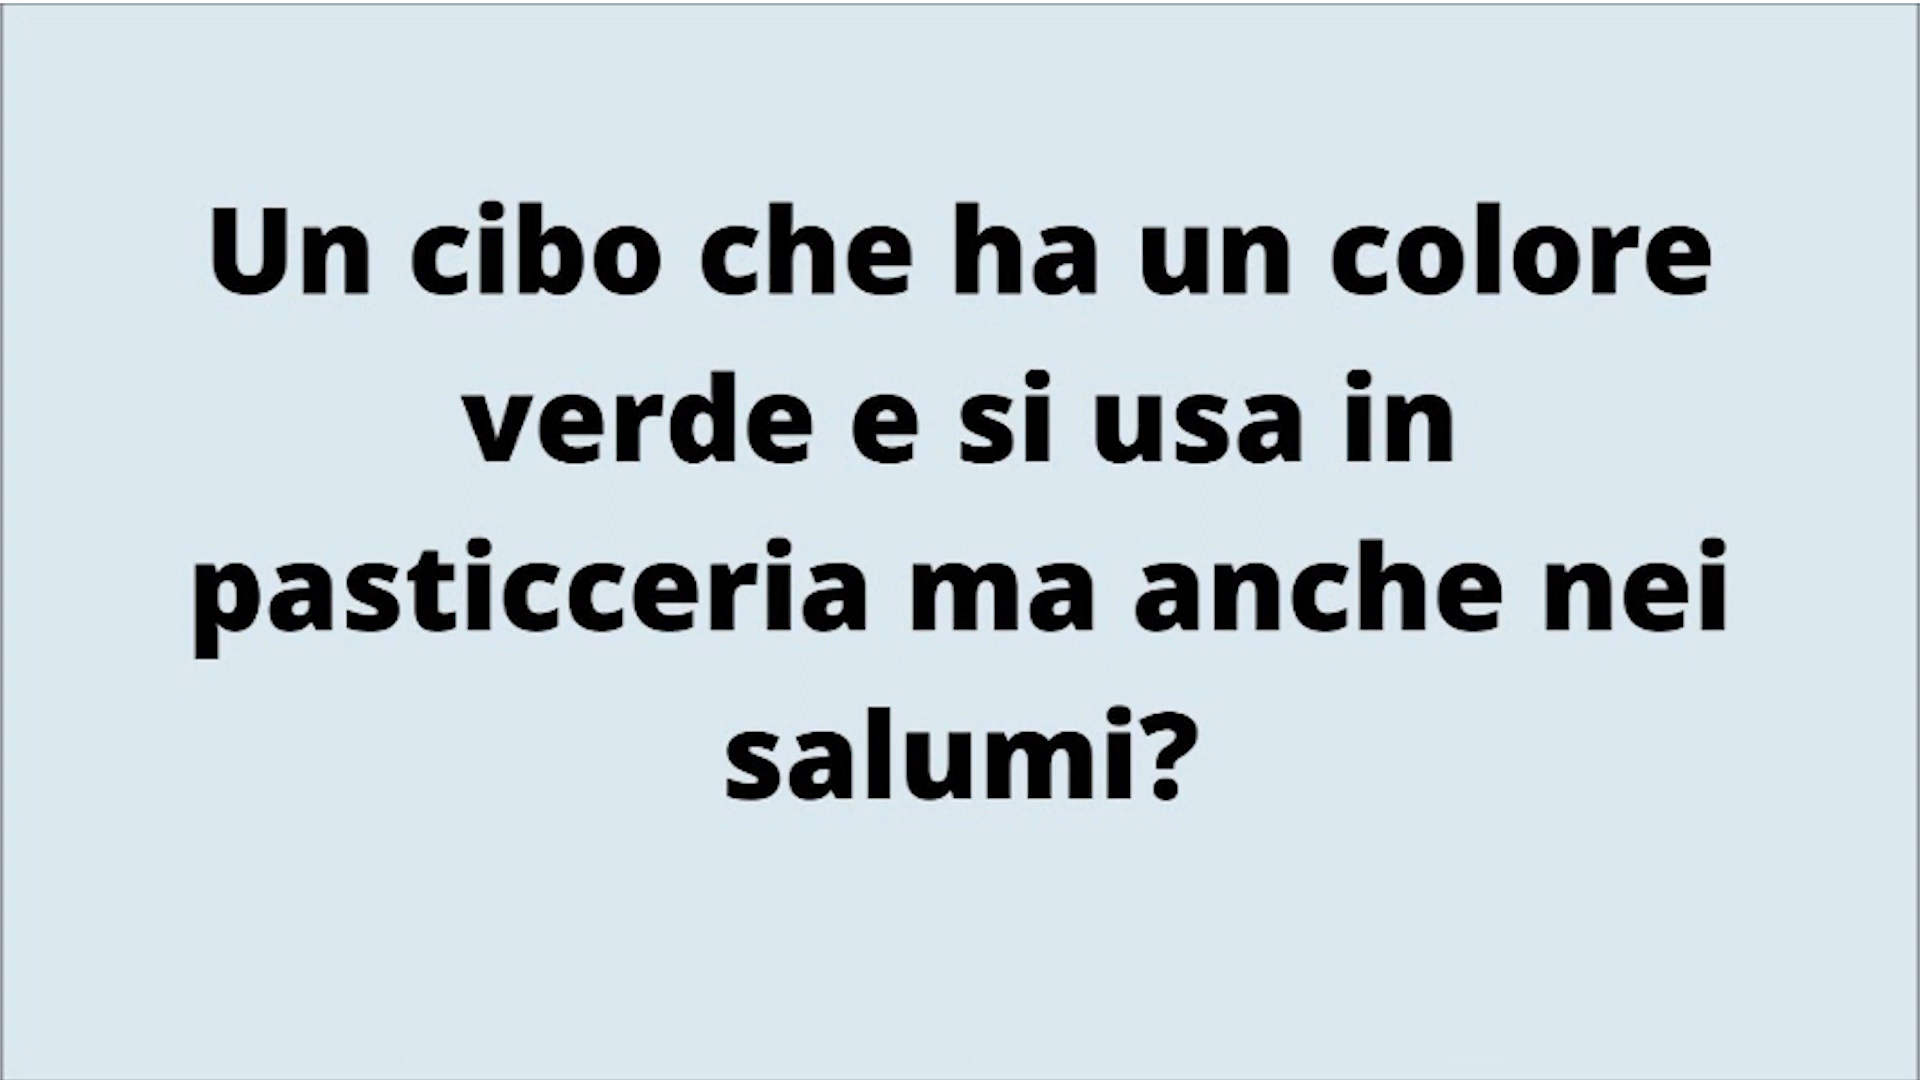 Un cibo che ha un colore
verde e si usa in
pasticceria ma anche nei
salumi?